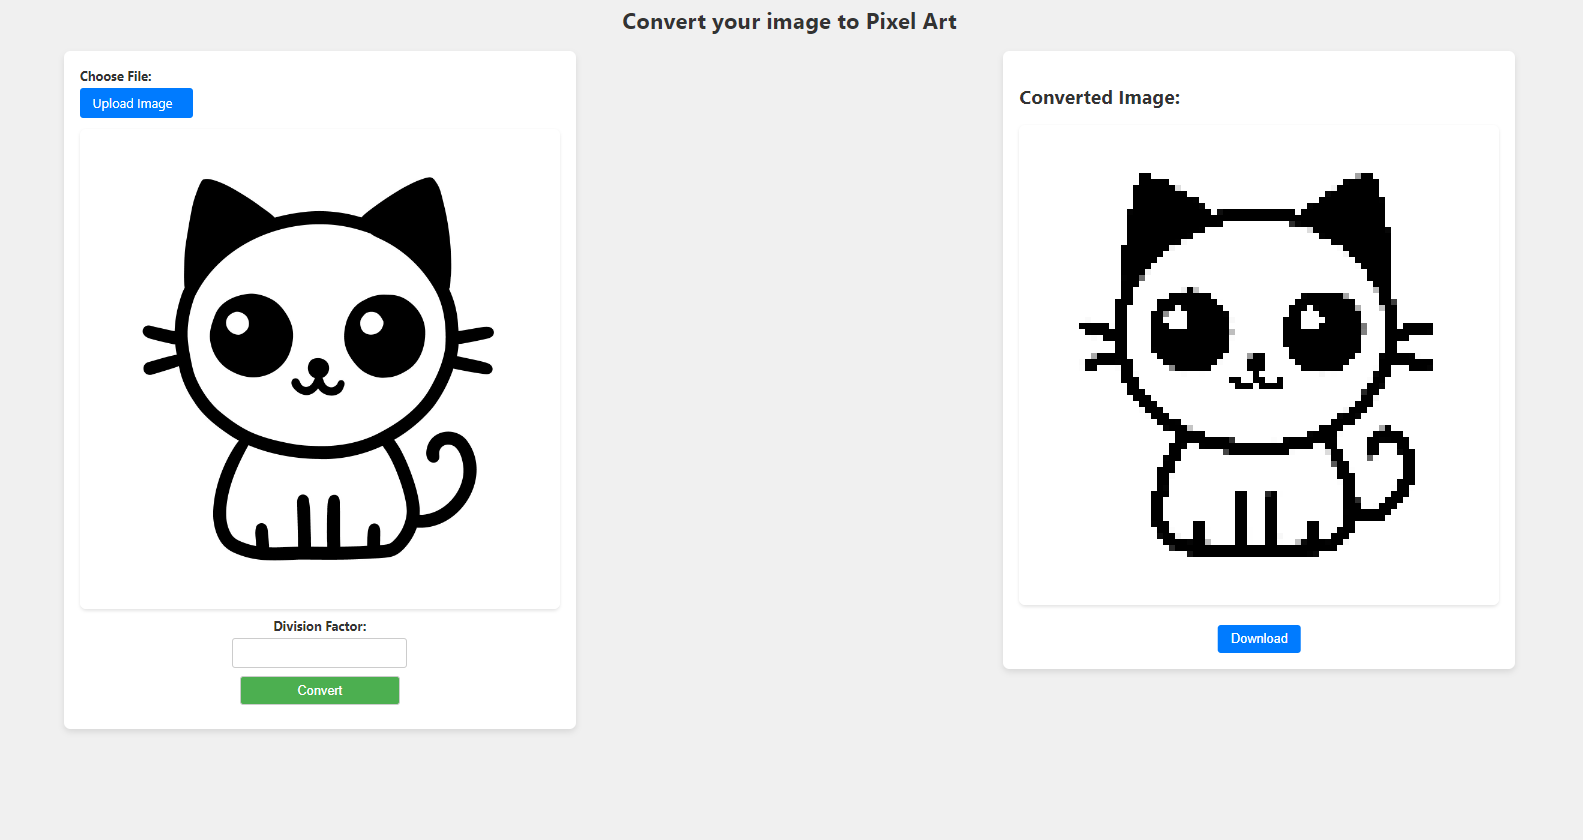 Convert your image to Pixel Art
Choose File:
Upload Image
Division Factor:
Convert
Converted Image:
Download